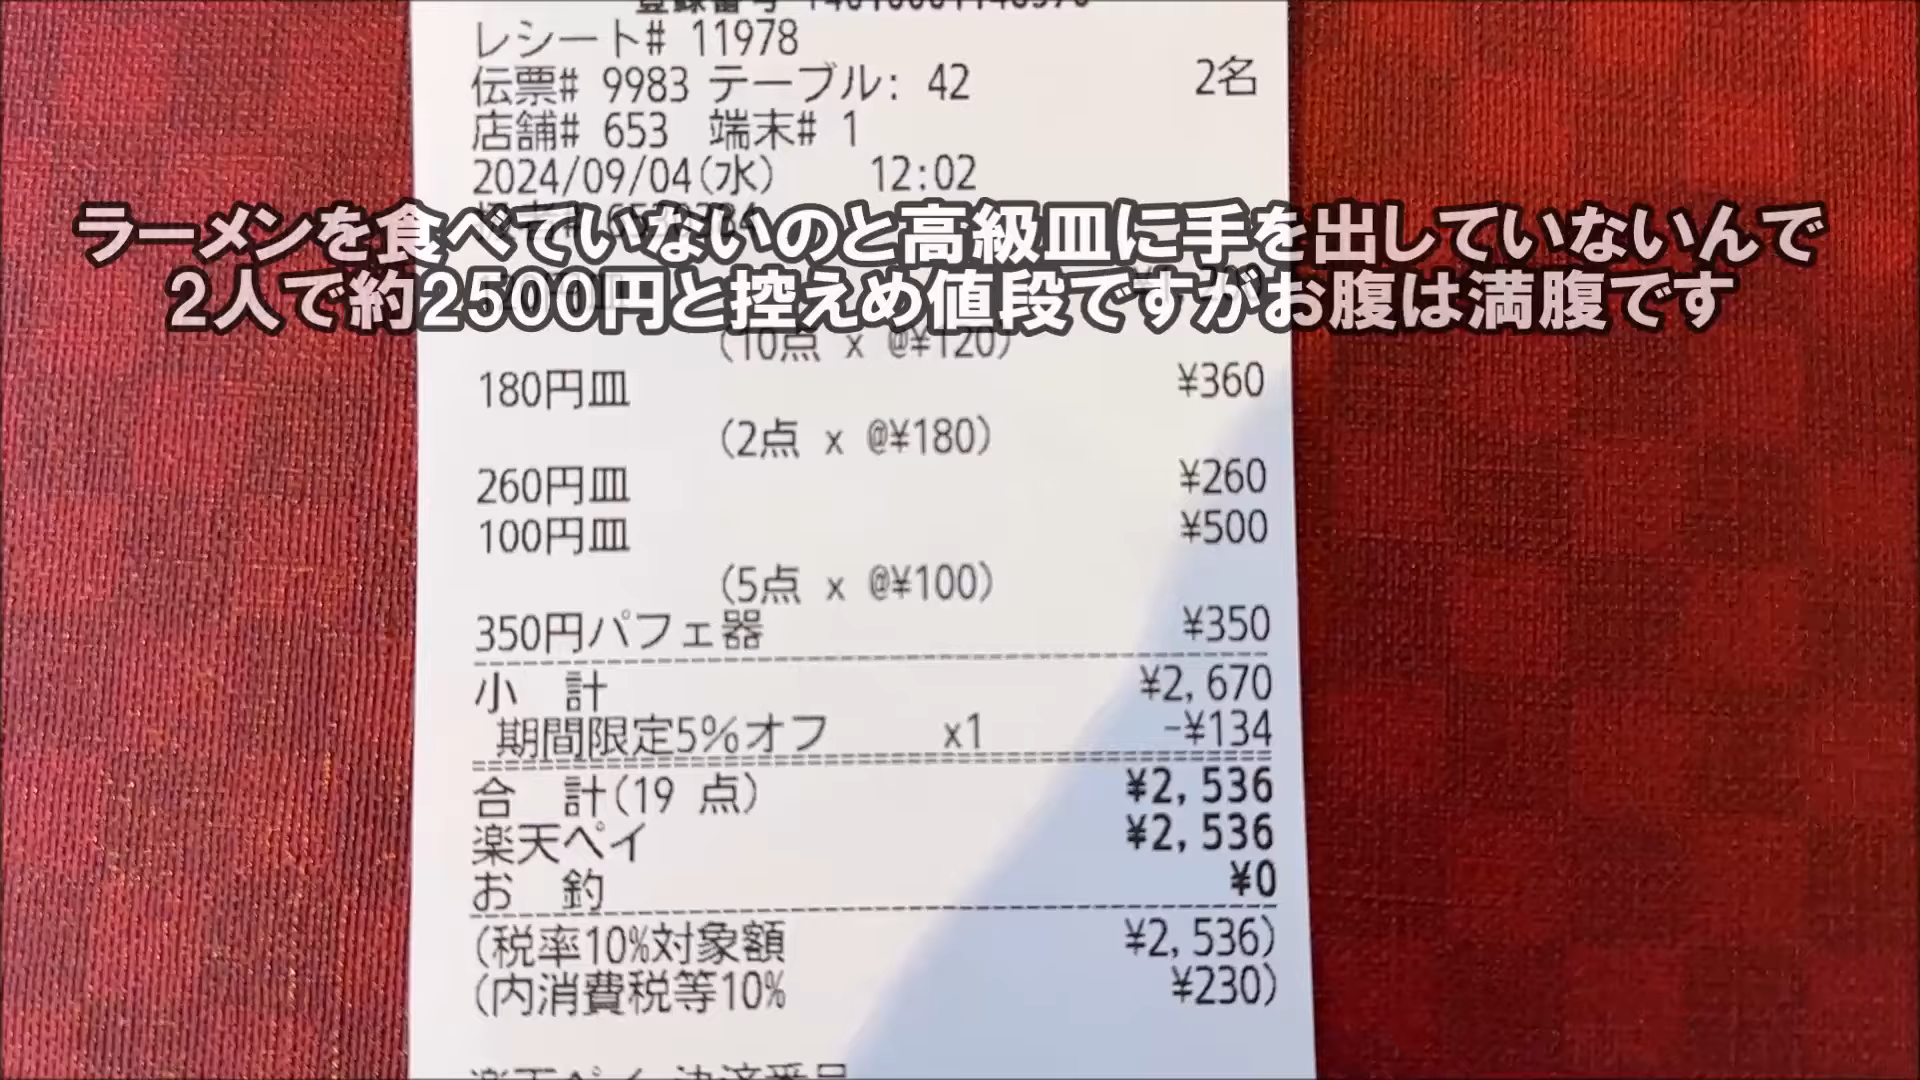 レシート# 11978
伝票# 9983 テーブル: 42 2名
店舗# 653 端末# 1
2024/09/04(水) 12:02
ラーメンを食べていないのと高級皿に手を出していないんで
2人で約2500円と控えめ値段ですがお腹は満腹です
120円皿 ¥1,200
(10点 x @¥120)
180円皿 ¥360
(2点 x @¥180)
260円皿 ¥260
100円皿 ¥500
(5点 x @¥100)
350円パフェ器 ¥350
小 計 ¥2,670
期間限定5%オフ x1 -¥134
合 計(19 点) ¥2,536
楽天ペイ ¥2,536
お 釣 ¥0
(税率10%対象額 ¥2,536)
(内消費税等10% ¥230)